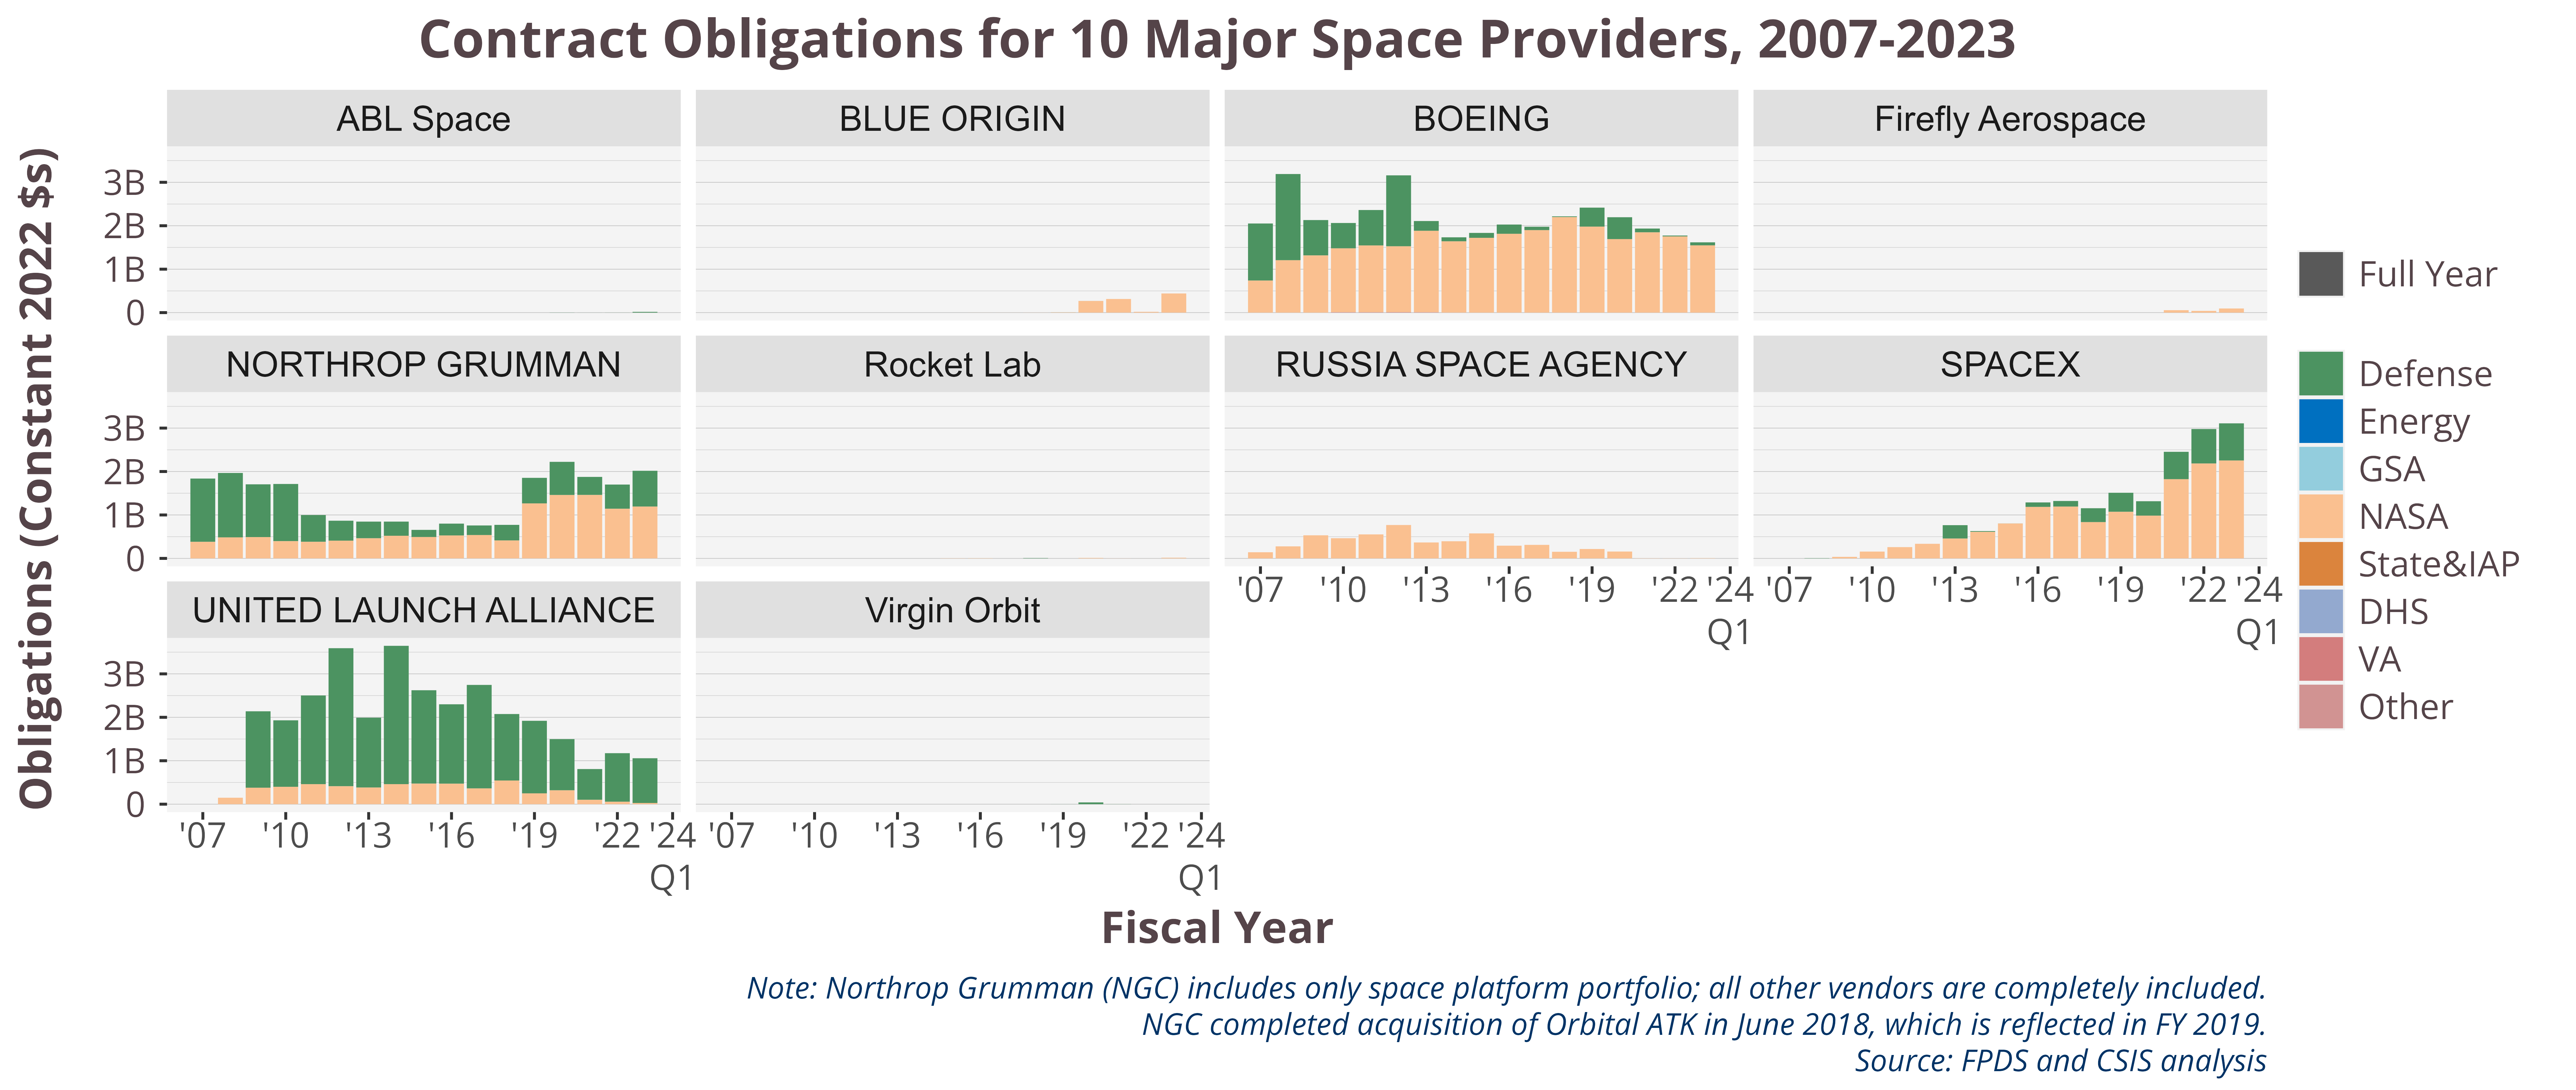 Contract Obligations for 10 Major Space Providers, 2007-2023
Obligations (Constant 2022 $s)
ABL Space
BLUE ORIGIN
BOEING
Firefly Aerospace
3B
2B
1B
0
NORTHROP GRUMMAN
Rocket Lab
RUSSIA SPACE AGENCY
SPACEX
3B
2B
1B
0
'07 '10 '13 '16 '19 '22 '24 Q1
'07 '10 '13 '16 '19 '22 '24 Q1
UNITED LAUNCH ALLIANCE
Virgin Orbit
3B
2B
1B
0
'07 '10 '13 '16 '19 '22 '24 Q1
'07 '10 '13 '16 '19 '22 '24 Q1
Fiscal Year
Full Year
Defense
Energy
GSA
NASA
State&IAP
DHS
VA
Other
Note: Northrop Grumman (NGC) includes only space platform portfolio; all other vendors are completely included.
NGC completed acquisition of Orbital ATK in June 2018, which is reflected in FY 2019.
Source: FPDS and CSIS analysis